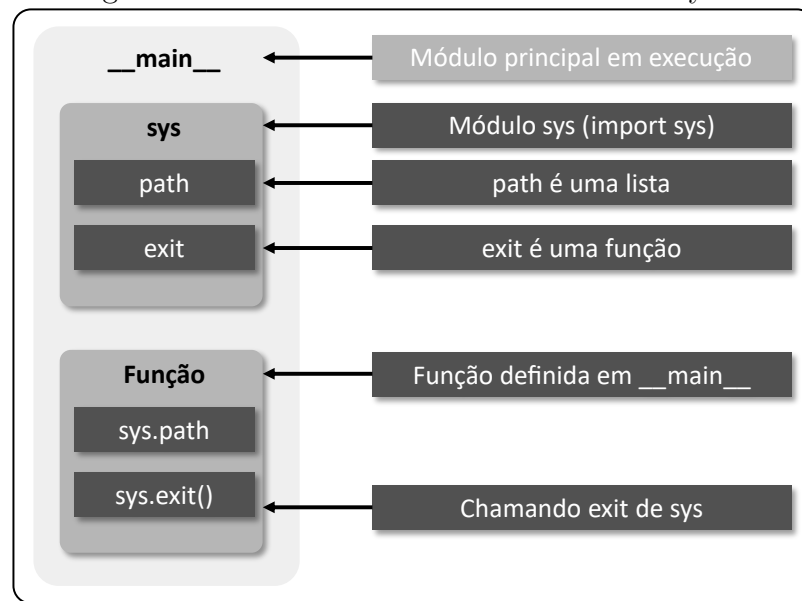 __main__
Módulo principal em execução
sys
Módulo sys (import sys)
path
path é uma lista
exit
exit é uma função
Função
Função definida em __main__
sys.path
sys.exit()
Chamando exit de sys